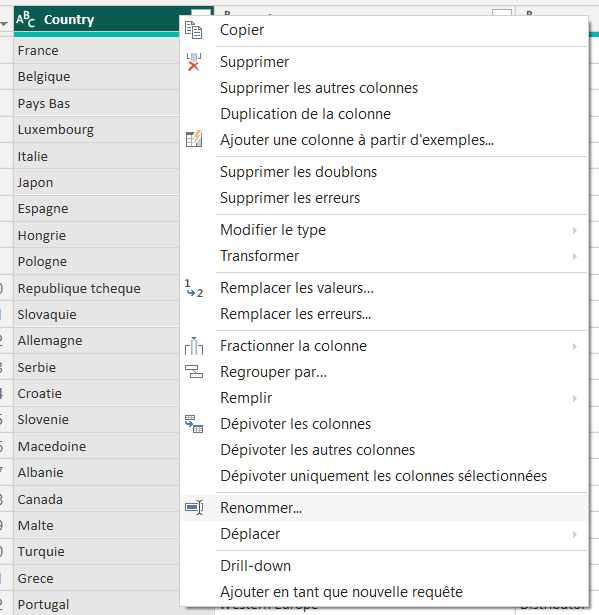 ABC Country
France
Belgique
Pays Bas
Luxembourg
Italie
Japon
Espagne
Hongrie
Pologne
Republique tcheque
Slovaquie
Allemagne
Serbie
Croatie
Slovenie
Macedoine
Albanie
Canada
Malte
Turquie
Grece
Portugal
Copier
Supprimer
Supprimer les autres colonnes
Duplication de la colonne
Ajouter une colonne à partir d'exemples...
Supprimer les doublons
Supprimer les erreurs
Modifier le type
Transformer
1 2 Remplacer les valeurs...
Remplacer les erreurs...
Fractionner la colonne
Regrouper par...
Remplir
Dépivoter les colonnes
Dépivoter les autres colonnes
Dépivoter uniquement les colonnes sélectionnées
Renommer...
Déplacer
Drill-down
Ajouter en tant que nouvelle requête